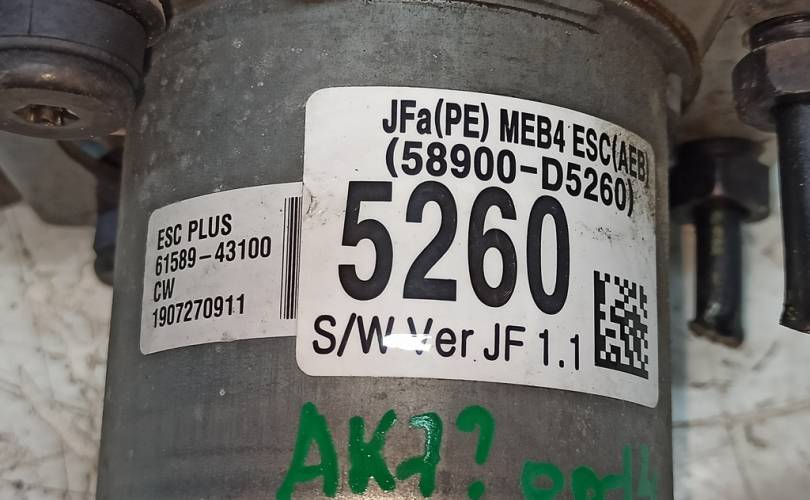 JFa(PE) MEB4 ESC(AEB)
(58900-D5260)
5260
S/W Ver JF 1.1
ESC PLUS
61589-43100
CW
1907270911